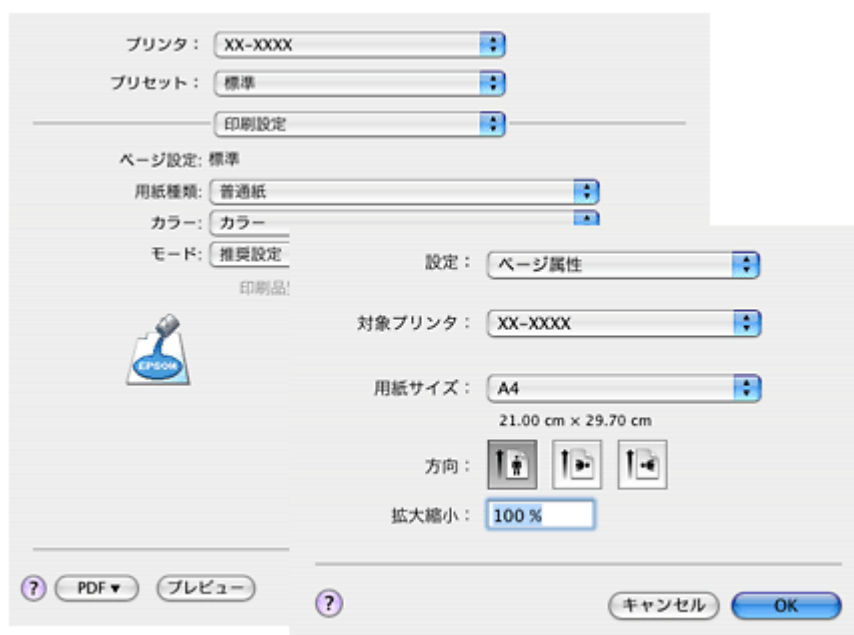 プリンタ： XX-XXXX
プリセット： 標準
印刷設定
ページ設定: 標準
用紙種類: 普通紙
カラー: カラー
モード: 推奨設定
印刷品
EPSON
? PDF▼ プレビュー
設定： ページ属性
対象プリンタ： XX-XXXX
用紙サイズ： A4
21.00 cm × 29.70 cm
方向：
拡大縮小： 100 %
? キャンセル OK